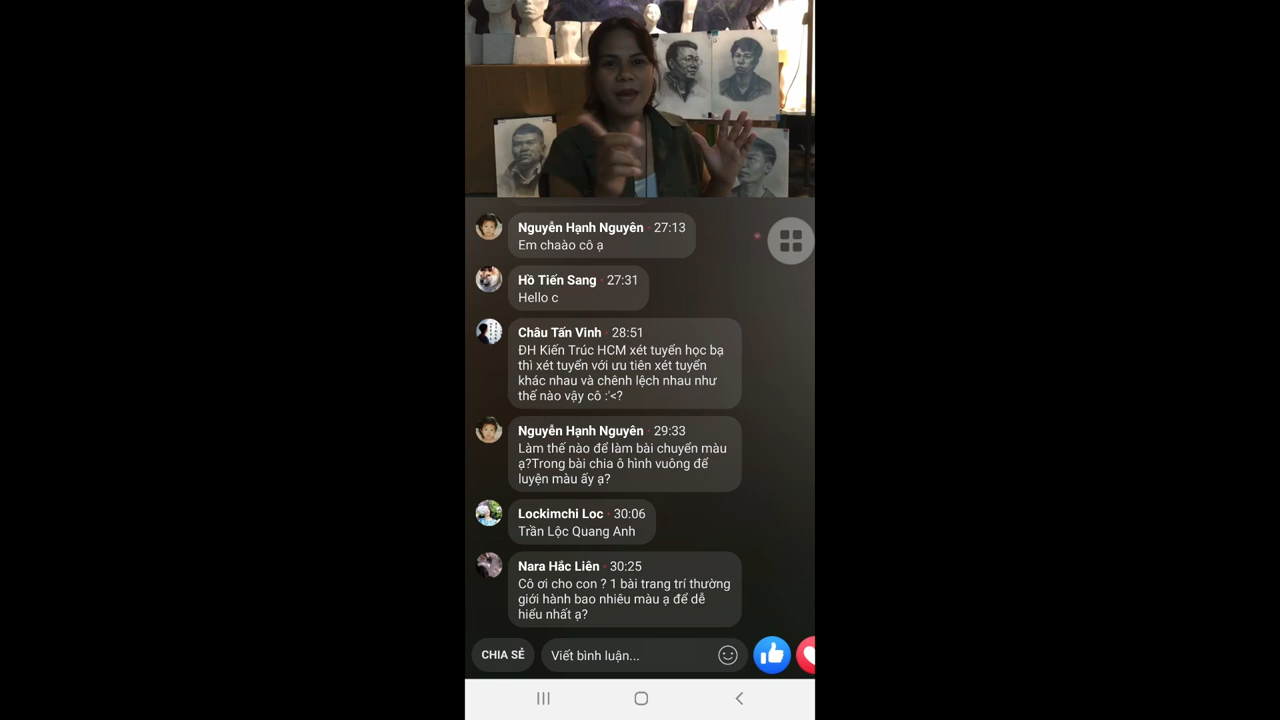 Nguyễn Hạnh Nguyên · 27:13
Em chaào cô ạ
Hồ Tiến Sang · 27:31
Hello c
Châu Tấn Vinh · 28:51
ĐH Kiến Trúc HCM xét tuyển học bạ
thì xét tuyển với ưu tiên xét tuyển
khác nhau và chênh lệch nhau như
thế nào vậy cô :'<?
Nguyễn Hạnh Nguyên · 29:33
Làm thế nào để làm bài chuyển màu
ạ?Trong bài chia ô hình vuông để
luyện màu ấy ạ?
Lockimchi Loc · 30:06
Trần Lộc Quang Anh
Nara Hắc Liên · 30:25
Cô ơi cho con ? 1 bài trang trí thường
giới hành bao nhiêu màu ạ để dễ
hiểu nhất ạ?
CHIA SẺ
Viết bình luận...